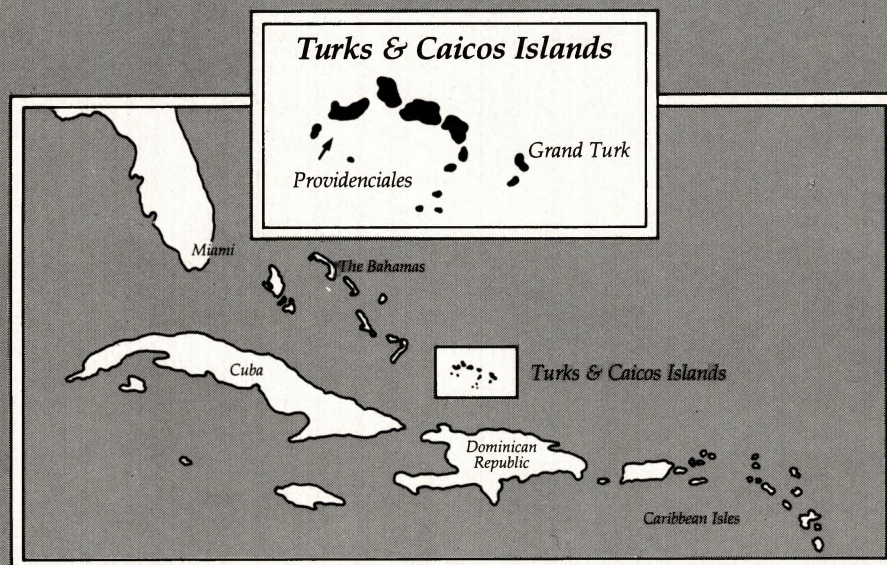 Turks & Caicos Islands
Grand Turk
Providenciales
Miami
The Bahamas
Cuba
Turks & Caicos Islands
Dominican
Republic
Caribbean Isles